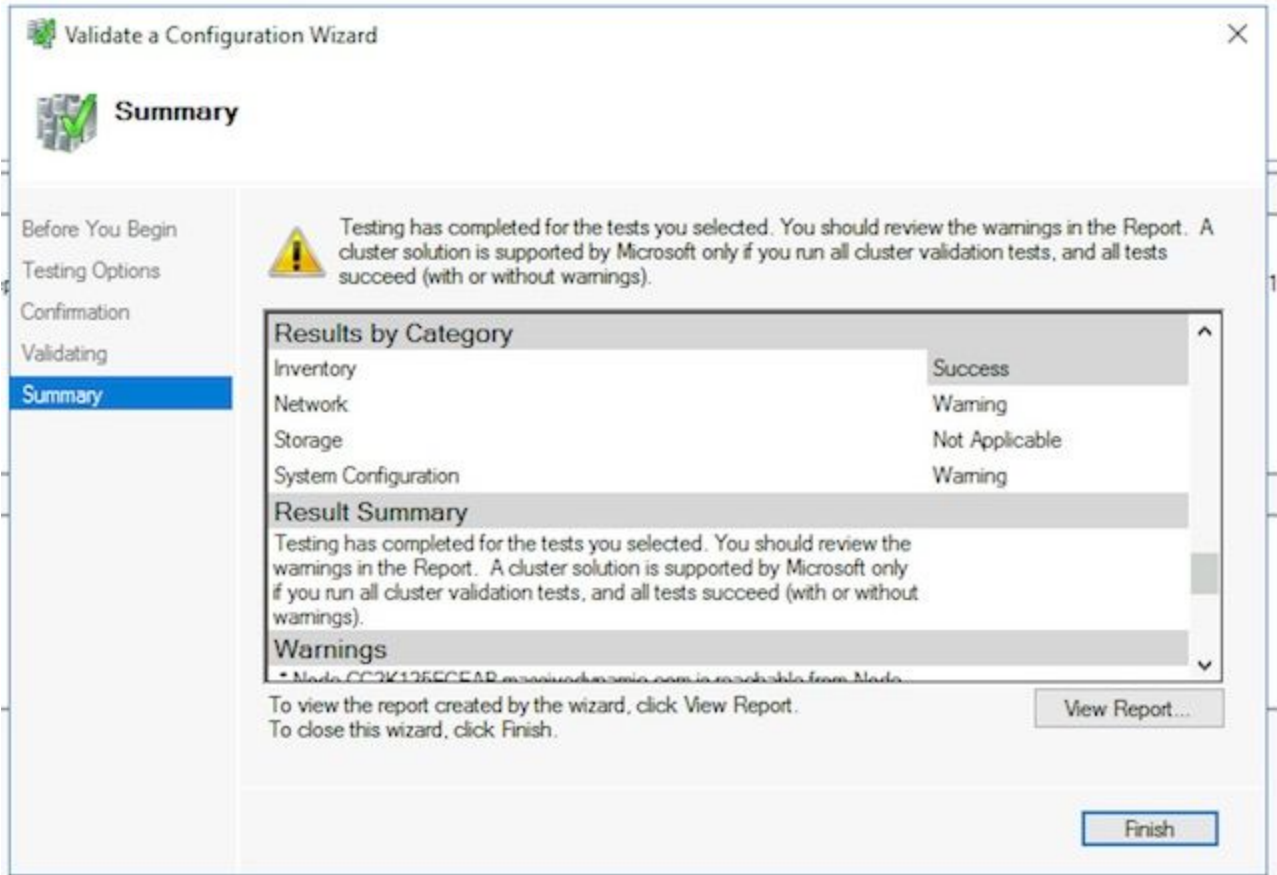 Validate a Configuration Wizard
Summary
Before You Begin
Testing Options
Confirmation
Validating
Summary
Testing has completed for the tests you selected. You should review the warnings in the Report. A
cluster solution is supported by Microsoft only if you run all cluster validation tests, and all tests
succeed (with or without warnings).
Results by Category
Inventory Success
Network Warning
Storage Not Applicable
System Configuration Warning
Result Summary
Testing has completed for the tests you selected. You should review the
warnings in the Report. A cluster solution is supported by Microsoft only
if you run all cluster validation tests, and all tests succeed (with or without
warnings).
Warnings
* Node is reachable from Node
To view the report created by the wizard, click View Report.
To close this wizard, click Finish.
View Report...
Finish